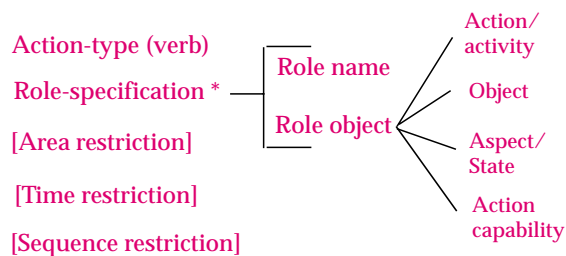 Action-type (verb)
Role-specification *
[Area restriction]
[Time restriction]
[Sequence restriction]
Role name
Role object
Action/
activity
Object
Aspect/
State
Action
capability